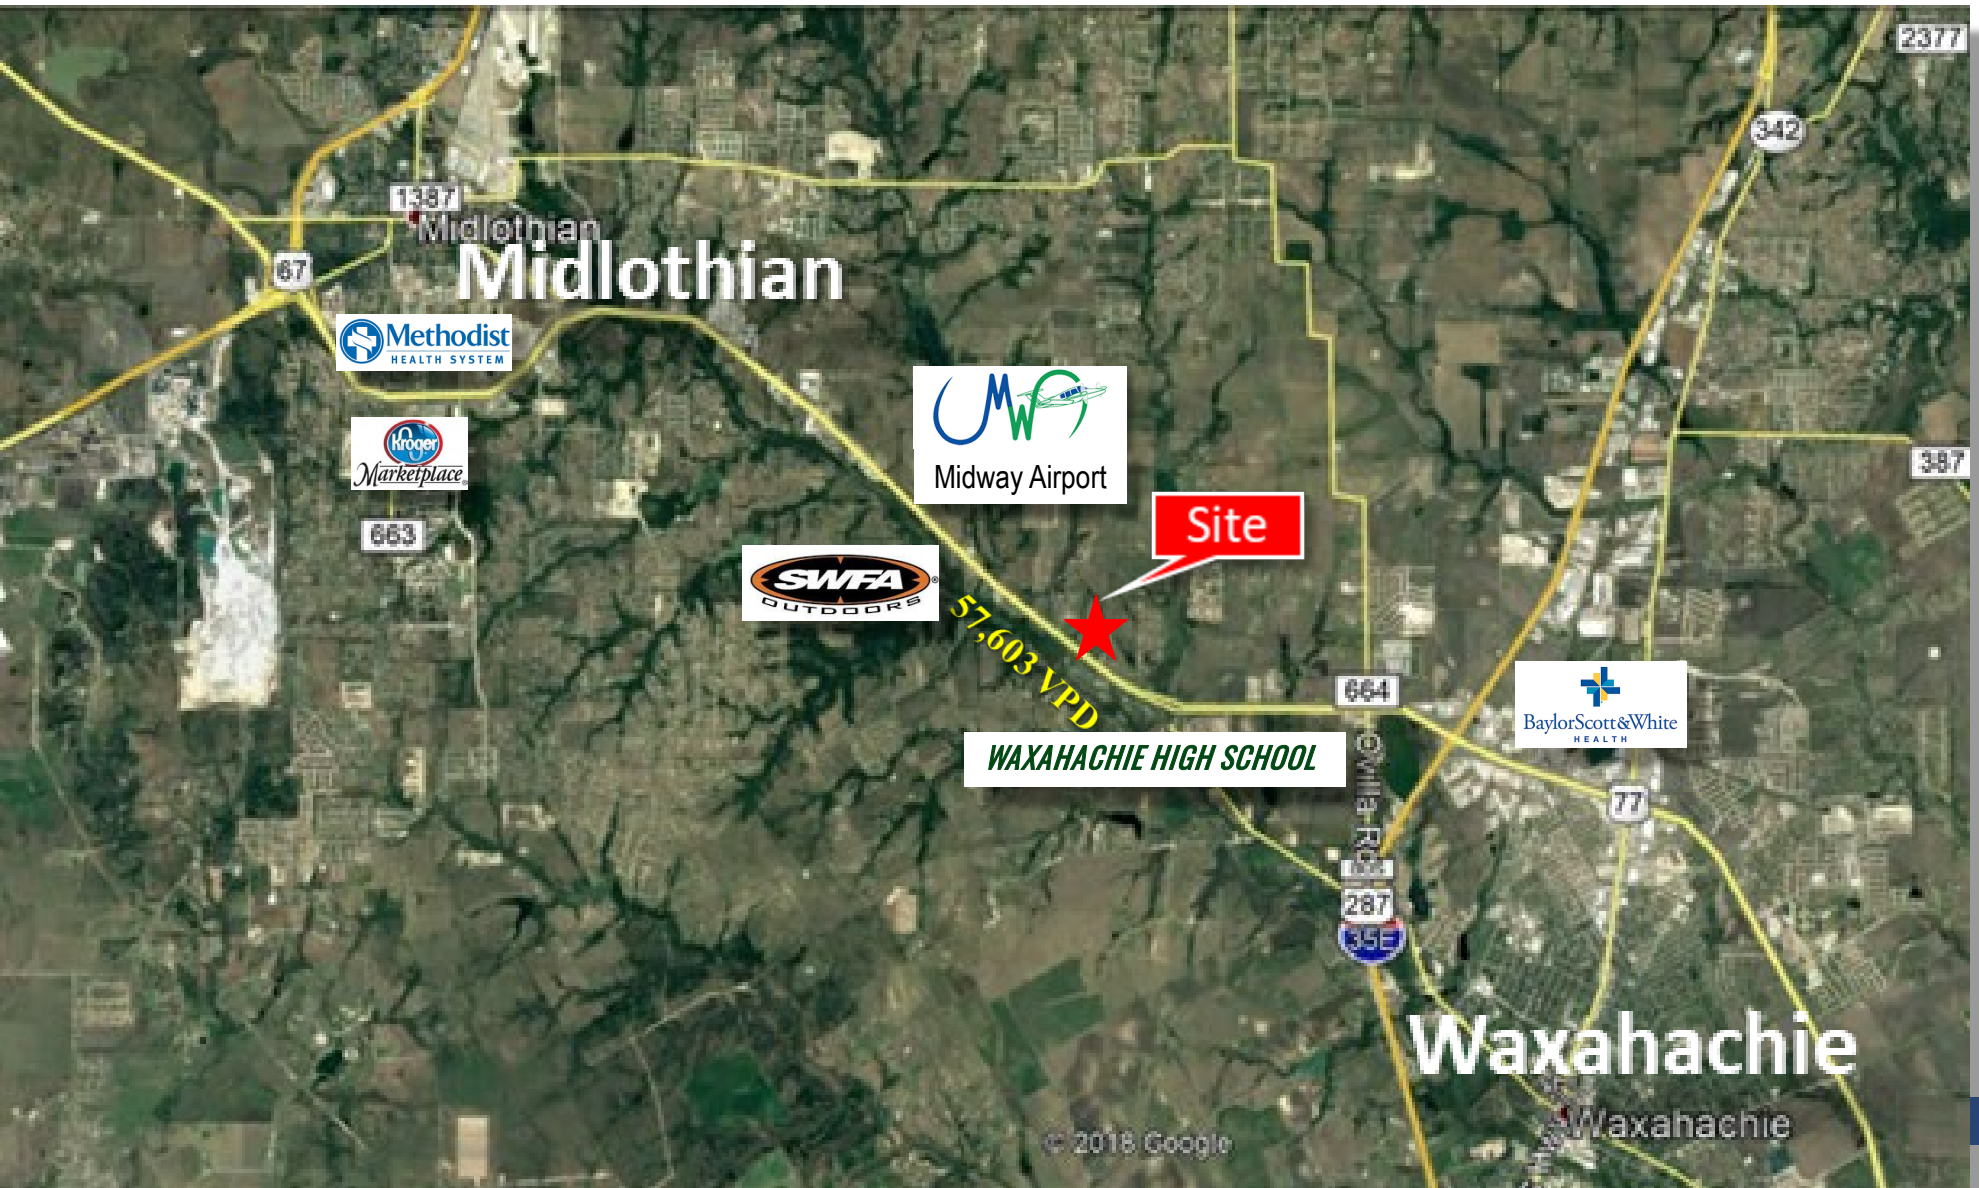 2377
342
1387
Midlothian
Midlothian
67
Methodist
HEALTH SYSTEM
MW
Midway Airport
Kroger
Marketplace
387
Site
663
SWFA
OUTDOORS
57,603 VPD
664
BaylorScott&White
HEALTH
WAXAHACHIE HIGH SCHOOL
Ovilla Rd
77
287
35E
Waxahachie
Waxahachie
© 2018 Google